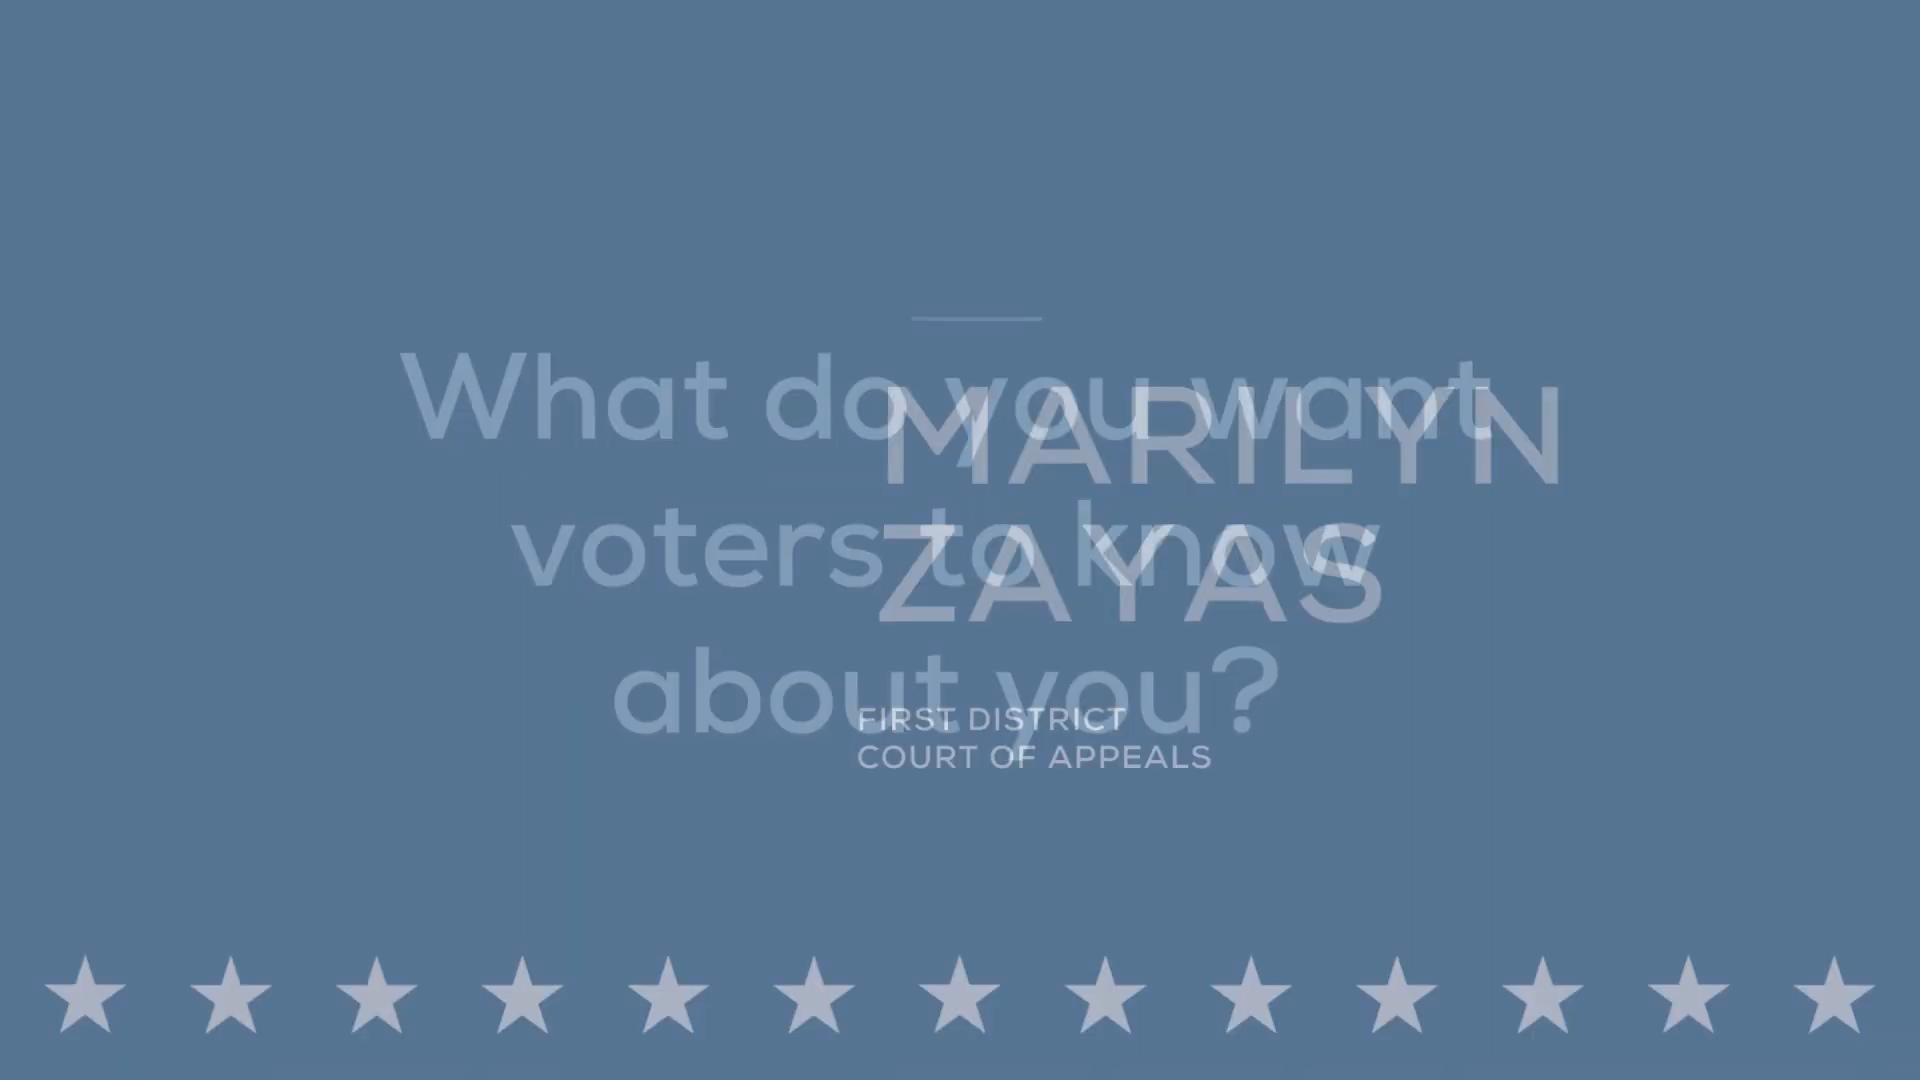 What do you want
voters to know
about you?
MARILYN
ZAYAS
FIRST DISTRICT
COURT OF APPEALS